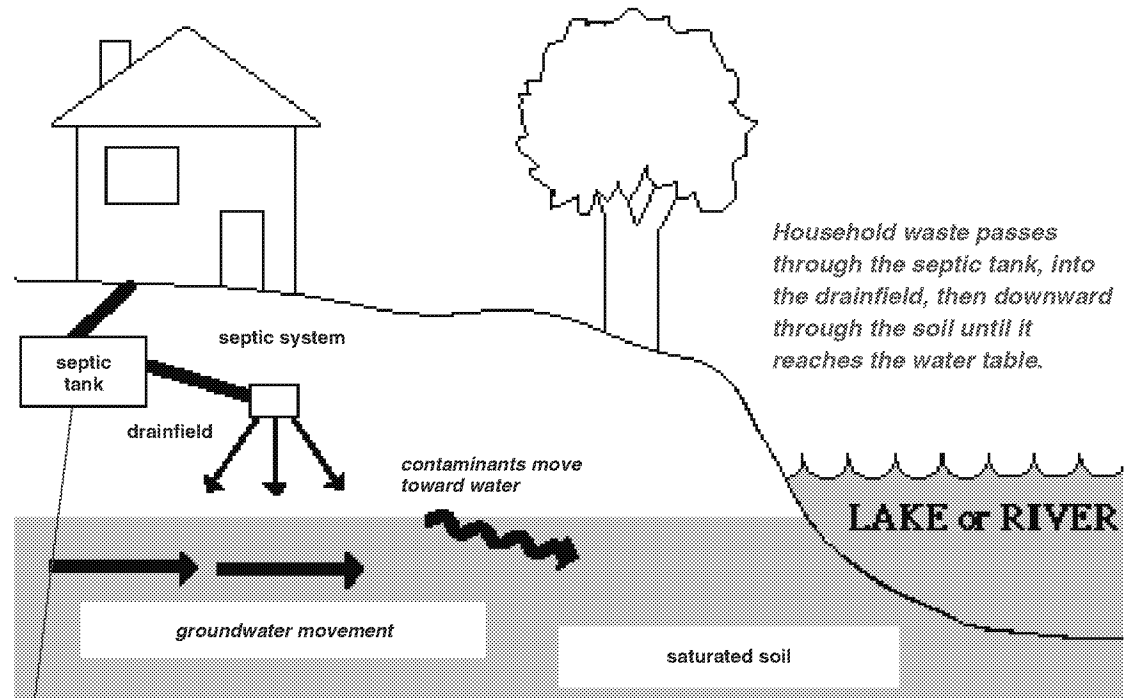 Household waste passes
through the septic tank, into
the drainfield, then downward
through the soil until it
reaches the water table.
septic system
septic
tank
drainfield
contaminants move
toward water
LAKE or RIVER
groundwater movement
saturated soil